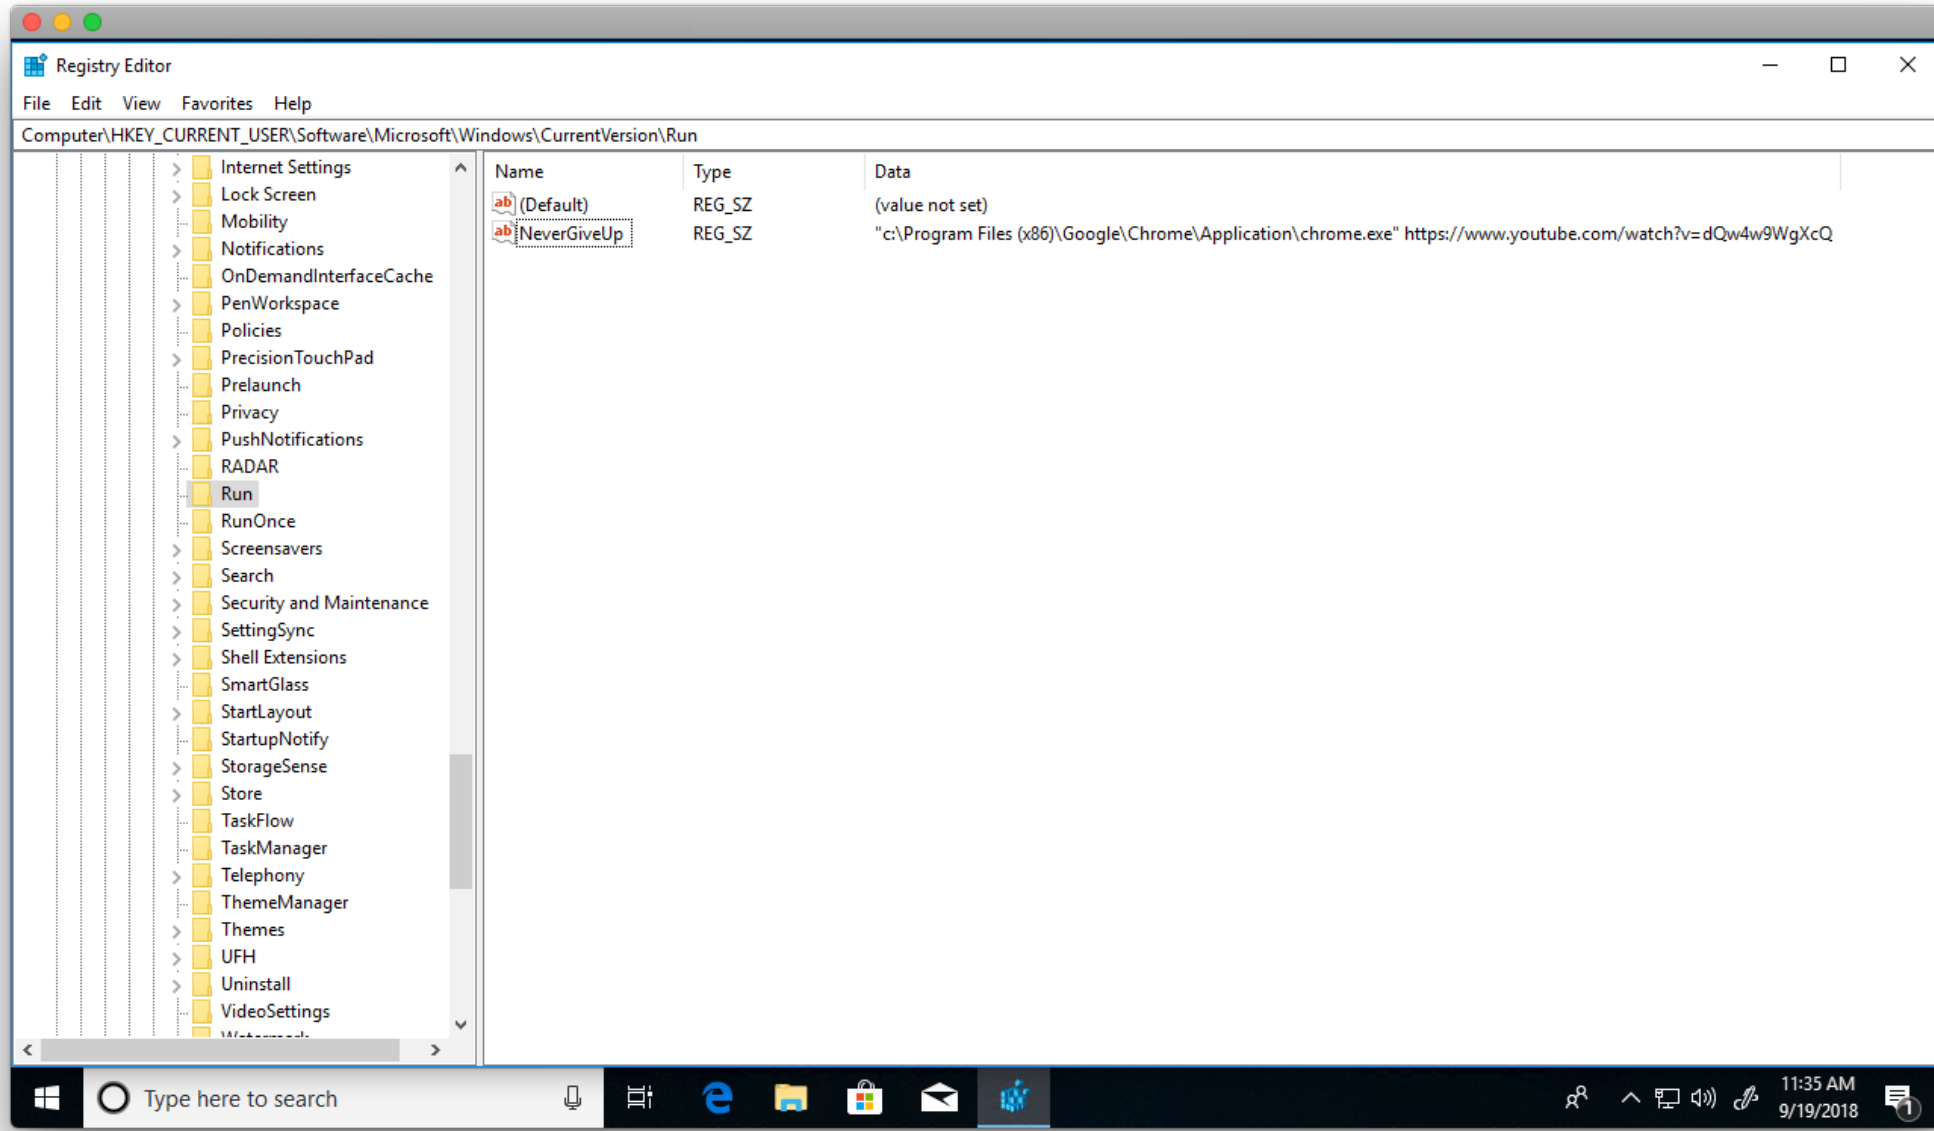 Registry Editor
File Edit View Favorites Help
Computer\HKEY_CURRENT_USER\Software\Microsoft\Windows\CurrentVersion\Run
Internet Settings
Lock Screen
Mobility
Notifications
OnDemandInterfaceCache
PenWorkspace
Policies
PrecisionTouchPad
Prelaunch
Privacy
PushNotifications
RADAR
Run
RunOnce
Screensavers
Search
Security and Maintenance
SettingSync
Shell Extensions
SmartGlass
StartLayout
StartupNotify
StorageSense
Store
TaskFlow
TaskManager
Telephony
ThemeManager
Themes
UFH
Uninstall
VideoSettings
Name Type Data
ab (Default) REG_SZ (value not set)
ab NeverGiveUp REG_SZ "c:\Program Files (x86)\Google\Chrome\Application\chrome.exe" https://www.youtube.com/watch?v=dQw4w9WgXcQ
Type here to search
11:35 AM
9/19/2018
1